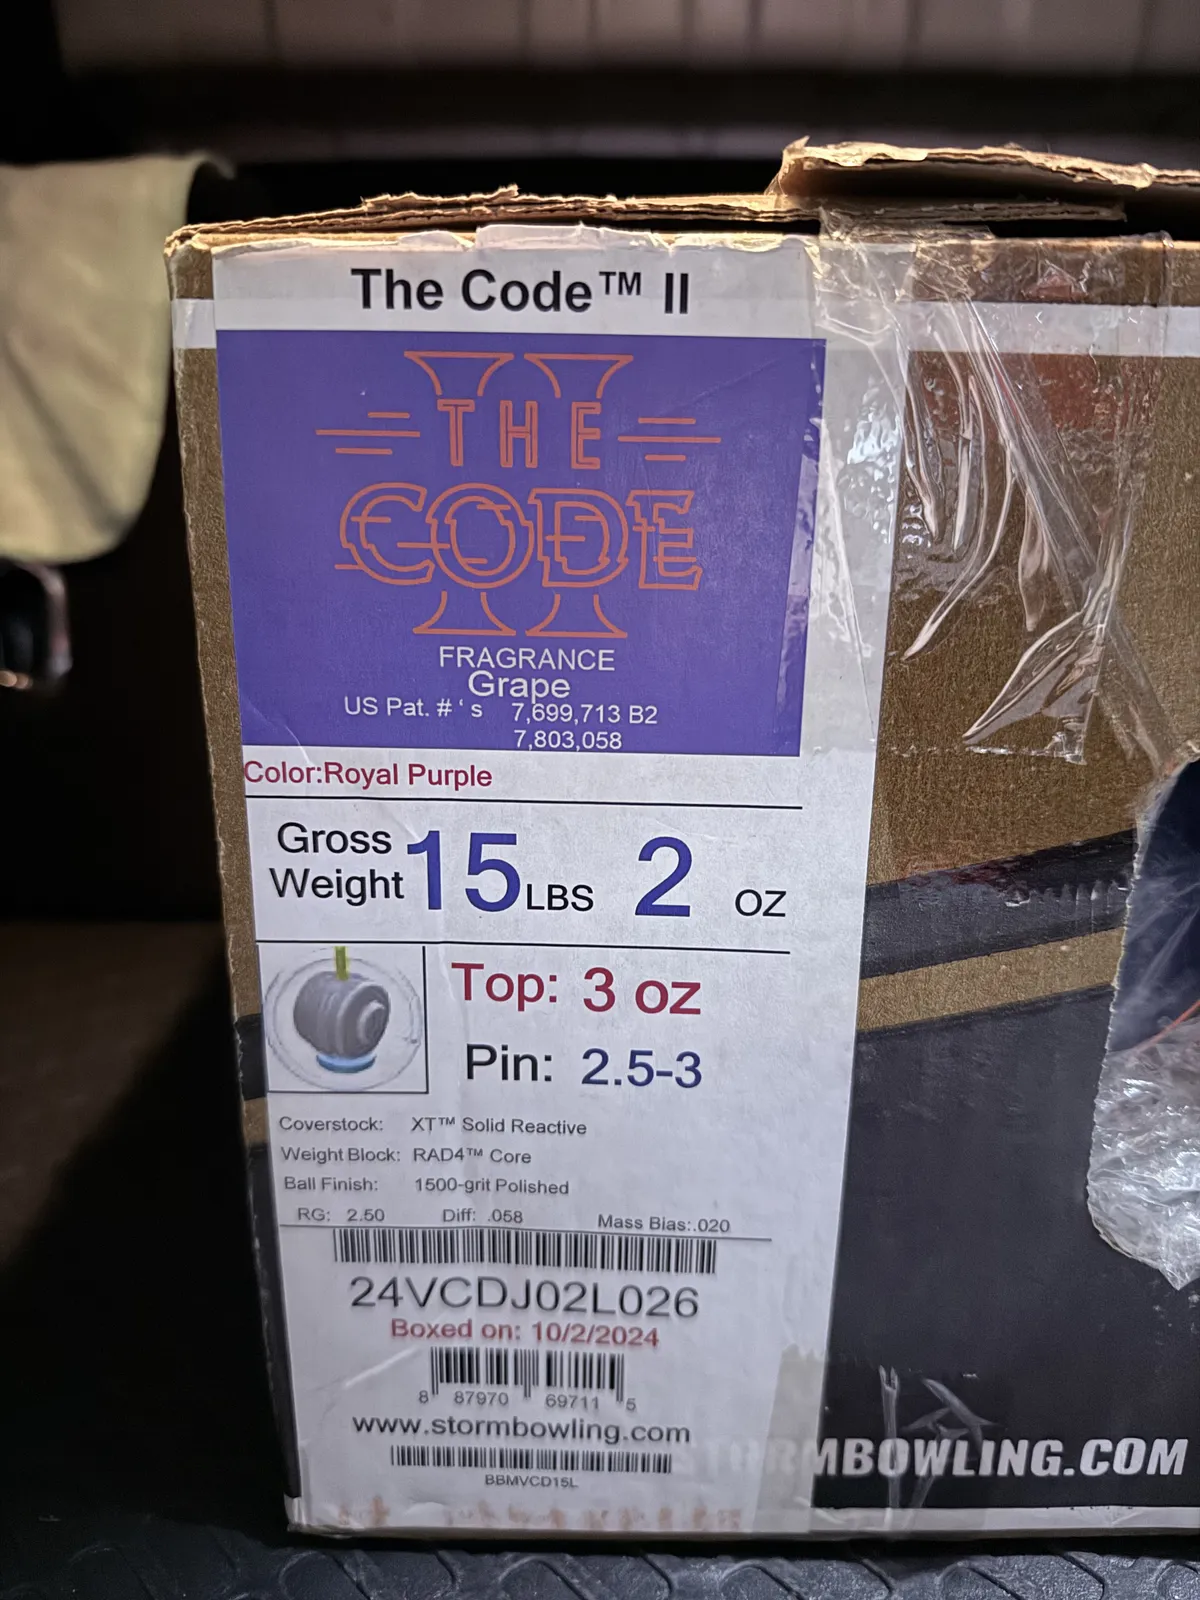 The Code™ II
II
THE
CODE
FRAGRANCE
Grape
US Pat. # ' s 7,699,713 B2
7,803,058
Color:Royal Purple
Gross Weight 15 LBS 2 OZ
Top: 3 oz
Pin: 2.5-3
Coverstock: XT™ Solid Reactive
Weight Block: RAD4™ Core
Ball Finish: 1500-grit Polished
RG: 2.50 Diff: .058 Mass Bias:.020
24VCDJ02L026
Boxed on: 10/2/2024
8 87970 69711 5
www.stormbowling.com
BBMVCD15L
STORMBOWLING.COM